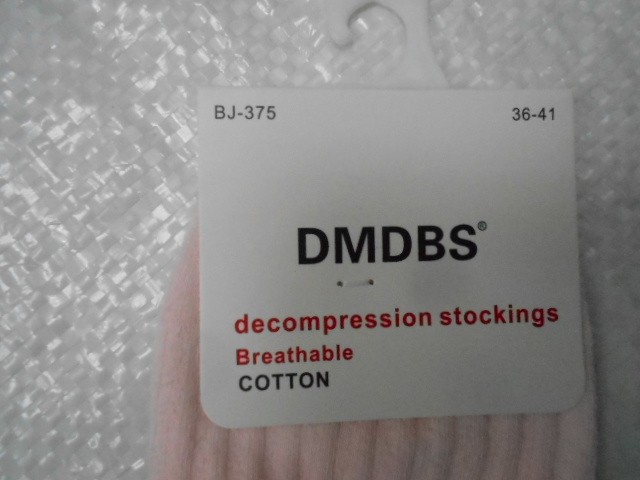 BJ-375 36-41
DMDBS®
decompression stockings
Breathable
COTTON